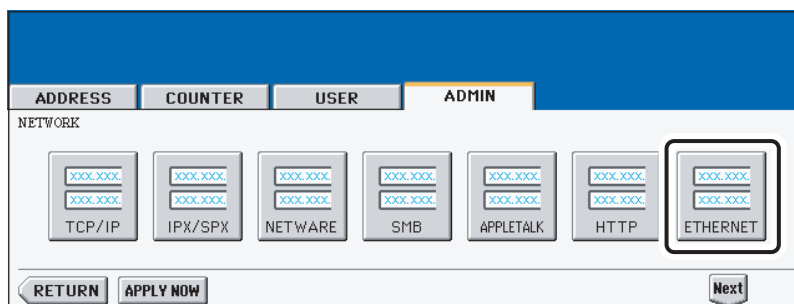 ADDRESS COUNTER USER ADMIN
NETWORK
XXX.XXX. XXX.XXX. XXX.XXX. XXX.XXX. XXX.XXX. XXX.XXX. XXX.XXX.
XXX.XXX. XXX.XXX. XXX.XXX. XXX.XXX. XXX.XXX. XXX.XXX. XXX.XXX.
TCP/IP IPX/SPX NETWARE SMB APPLETALK HTTP ETHERNET
RETURN APPLY NOW Next